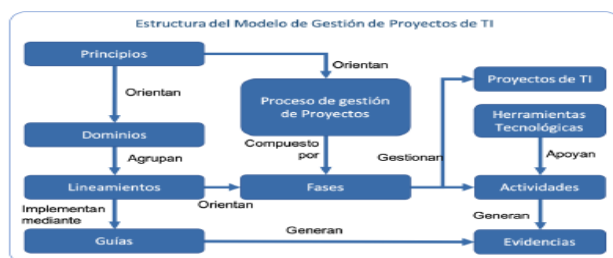 Estructura del Modelo de Gestión de Proyectos de TI
Principios
Orientan
Orientan
Proceso de gestión
de Proyectos
Proyectos de TI
Herramientas
Tecnológicas
Dominios
Agrupan
Compuesto
por
Gestionan
Apoyan
Lineamientos
Orientan
Fases
Actividades
Implementan
mediante
Generan
Generan
Guías
Evidencias